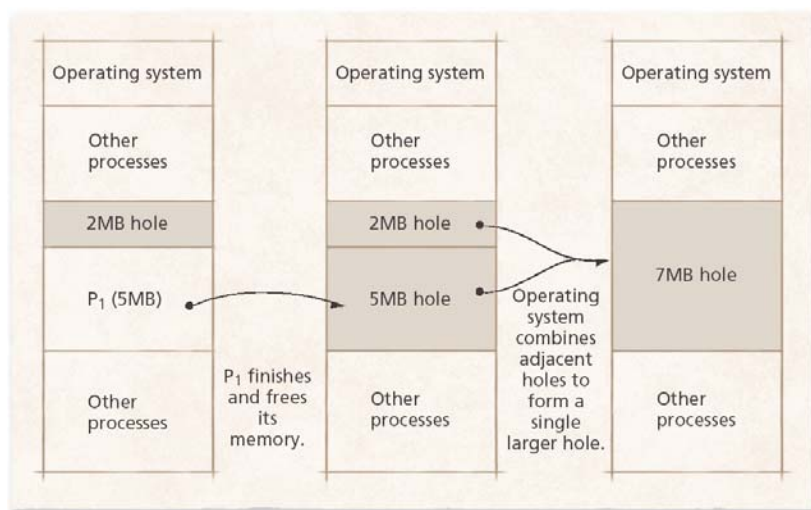 Operating system
Other
processes
2MB hole
P₁ (5MB)
Other
processes
P₁ finishes
and frees
its
memory.
Operating system
Other
processes
2MB hole
5MB hole
Other
processes
Operating
system
combines
adjacent
holes to
form a
single
larger hole.
Operating system
Other
processes
7MB hole
Other
processes